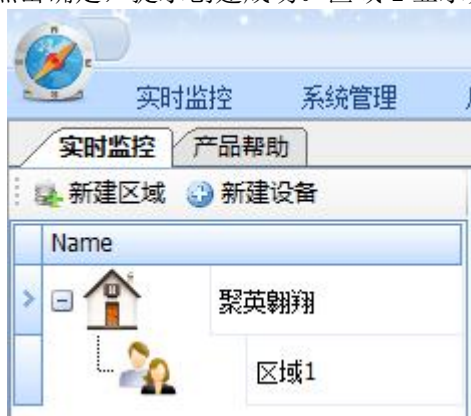 实时监控 系统管理
实时监控 产品帮助
新建区域 新建设备
Name
聚英翱翔
区域1